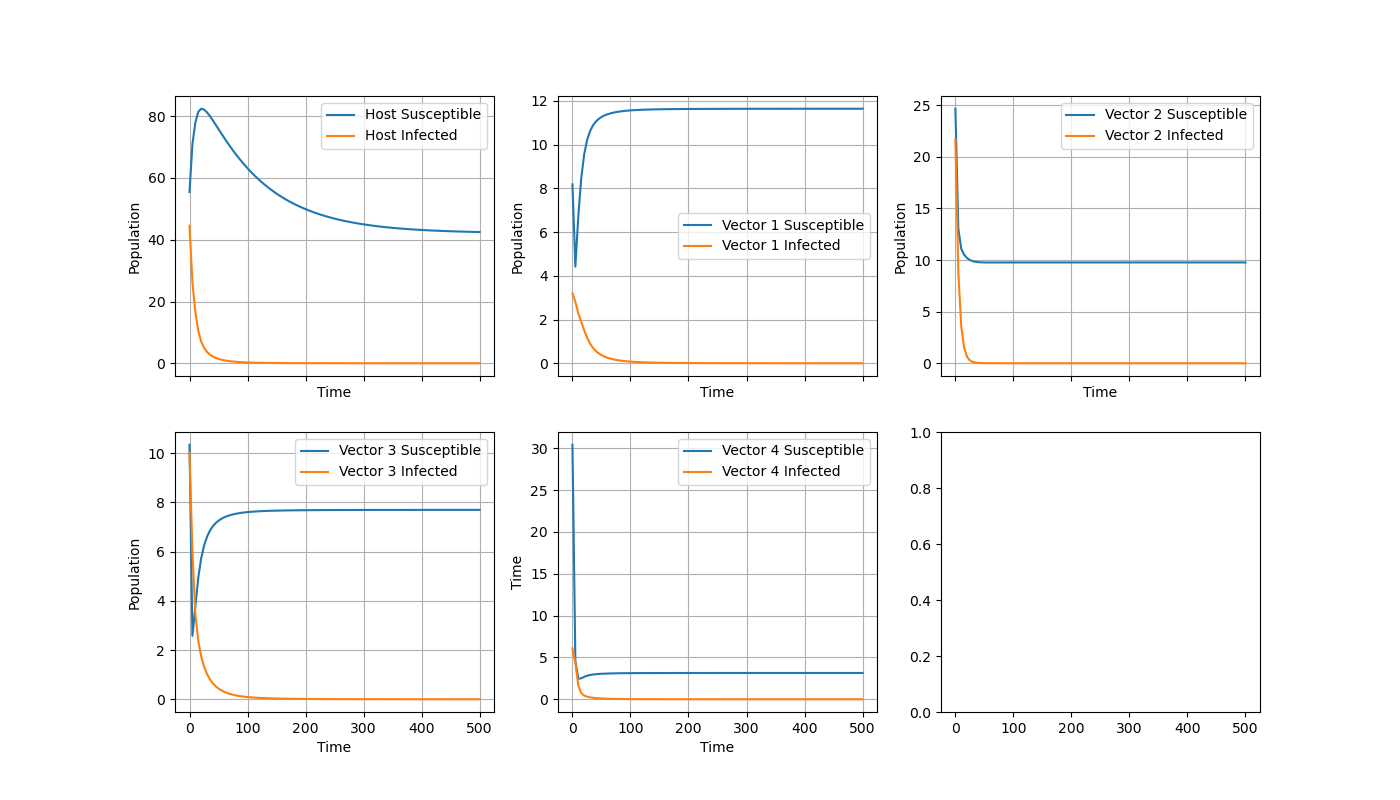 Host Susceptible
Host Infected
80
60
40
20
0
Population
Time
Vector 1 Susceptible
Vector 1 Infected
12
10
8
6
4
2
0
Population
Time
Vector 2 Susceptible
Vector 2 Infected
25
20
15
10
5
0
Population
Time
Vector 3 Susceptible
Vector 3 Infected
10
8
6
4
2
0
Population
0 100 200 300 400 500
Time
Vector 4 Susceptible
Vector 4 Infected
30
25
20
15
10
5
0
Time
0 100 200 300 400 500
Time
1.0
0.8
0.6
0.4
0.2
0.0
0 100 200 300 400 500